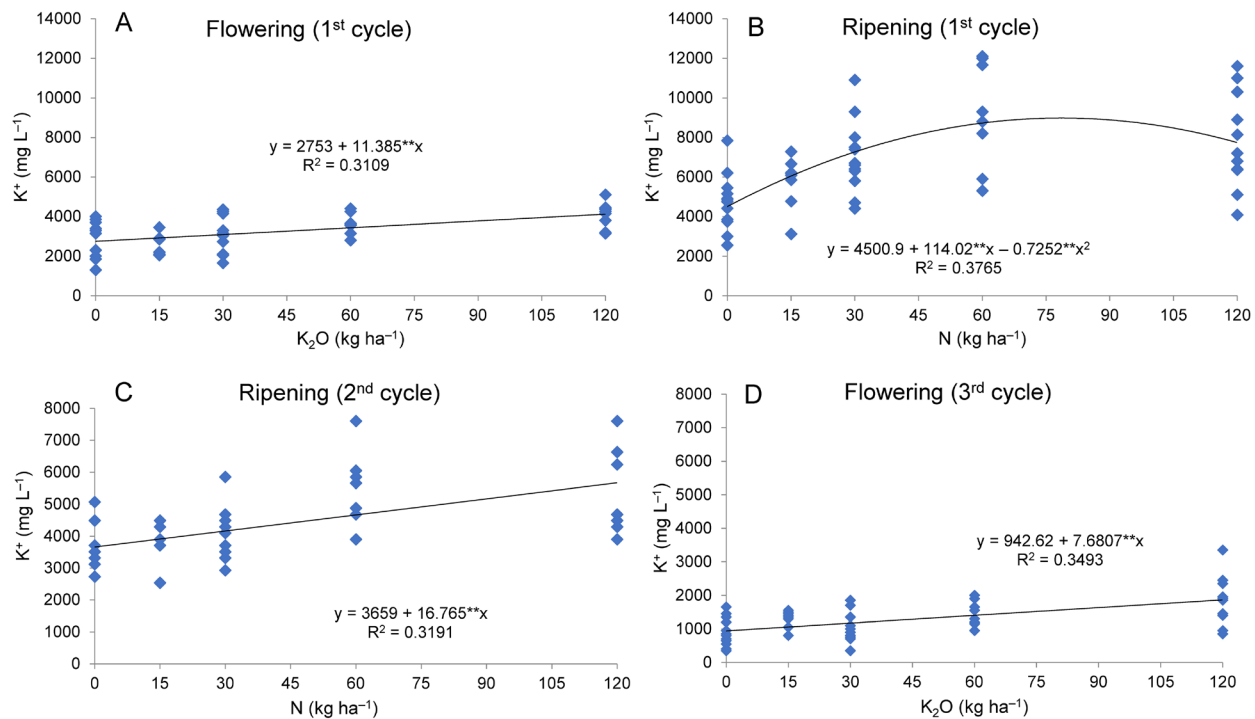 A
Flowering (1st cycle)
14000
12000
10000
8000
6000
4000
2000
0
K+ (mg L−1)
y = 2753 + 11.385**x
R2 = 0.3109
0 15 30 45 60 75 90 105 120
K2O (kg ha−1)
B
Ripening (1st cycle)
14000
12000
10000
8000
6000
4000
2000
0
K+ (mg L−1)
y = 4500.9 + 114.02**x – 0.7252**x2
R2 = 0.3765
0 15 30 45 60 75 90 105 120
N (kg ha−1)
C
Ripening (2nd cycle)
8000
7000
6000
5000
4000
3000
2000
1000
0
K+ (mg L−1)
y = 3659 + 16.765**x
R2 = 0.3191
0 15 30 45 60 75 90 105 120
N (kg ha−1)
D
Flowering (3rd cycle)
8000
7000
6000
5000
4000
3000
2000
1000
0
K+ (mg L−1)
y = 942.62 + 7.6807**x
R2 = 0.3493
0 15 30 45 60 75 90 105 120
K2O (kg ha−1)